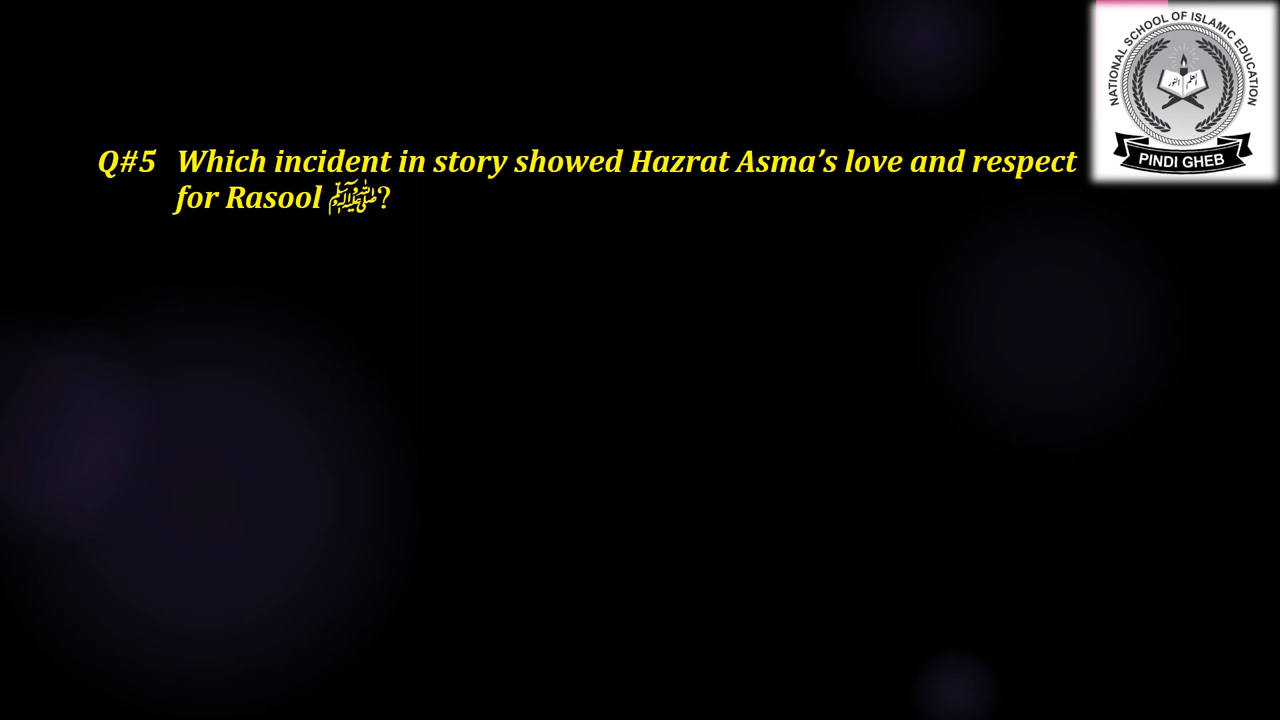 NATIONAL SCHOOL OF ISLAMIC EDUCATION
PINDI GHEB
Q#5 Which incident in story showed Hazrat Asma’s love and respect
for Rasool ﷺ?